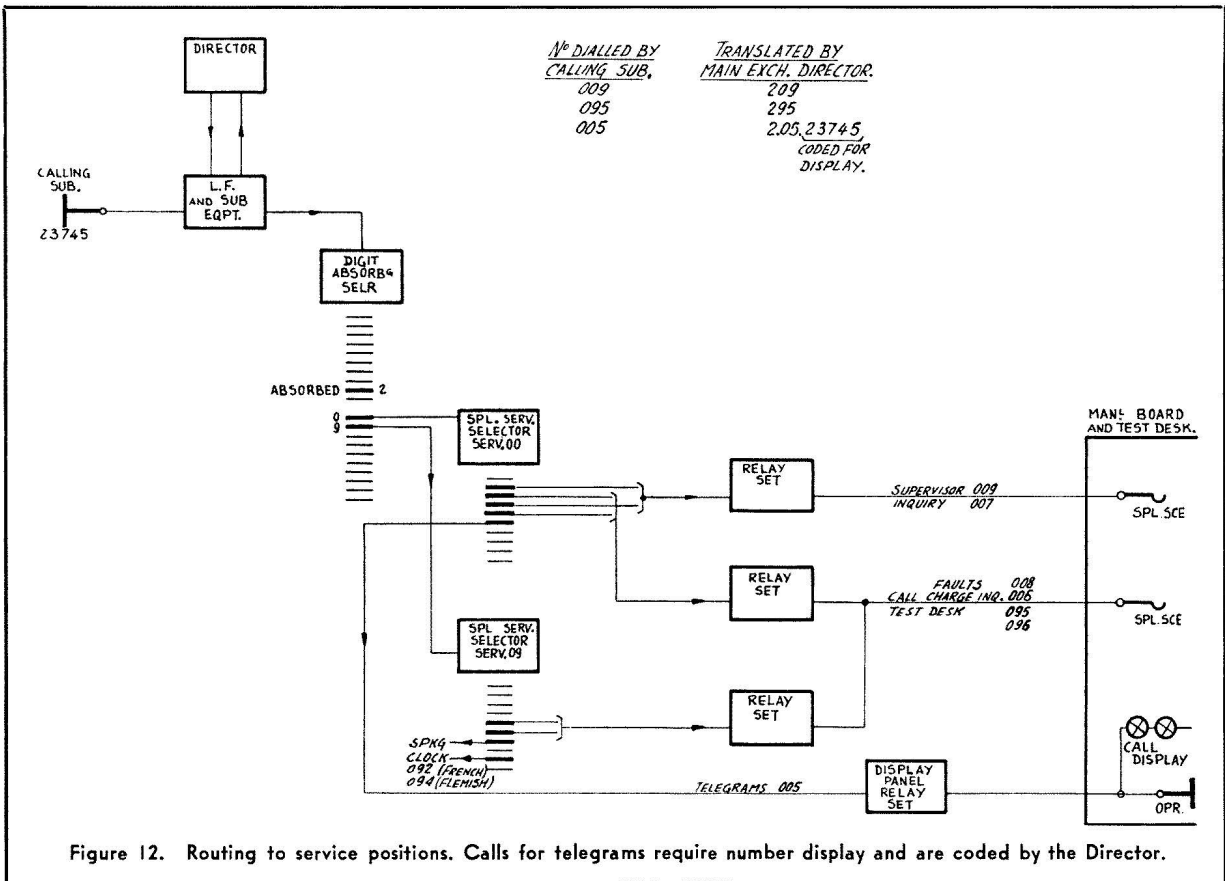 DIRECTOR
Nº DIALLED BY
CALLING SUB.
009
095
005
TRANSLATED BY
MAIN EXCH. DIRECTOR.
209
295
2.05.23745,
CODED FOR
DISPLAY.
CALLING
SUB.
23745
L.F.
AND SUB
EQPT.
DIGIT
ABSORBG
SELR
ABSORBED 2
0
9
SPL. SERV.
SELECTOR
SERV. 00
RELAY
SET
SUPERVISOR 009
INQUIRY 007
MANL BOARD
AND TEST DESK.
SPL. SCE
RELAY
SET
FAULTS 008
CALL CHARGE INQ. 006
TEST DESK 095
096
SPL. SCE
SPL SERV.
SELECTOR
SERV. 09
RELAY
SET
SPKG
CLOCK
092 (FRENCH)
094 (FLEMISH)
TELEGRAMS 005
DISPLAY
PANEL
RELAY
SET
CALL
DISPLAY
OPR.
Figure 12. Routing to service positions. Calls for telegrams require number display and are coded by the Director.